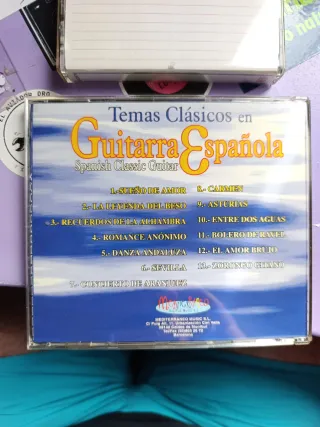 Temas Clásicos en
Guitarra Española
Spanish Classic Guitar
1.-SUEÑO DE AMOR
2.- LA LEYENDA DEL BESO
3.- RECUERDOS DE LA ALHAMBRA
4.- ROMANCE ANÓNIMO
5.- DANZA ANDALUZA
6.- SEVILLA
7.- CONCIERTO DE ARANJUEZ
8.- CARMEN
9.- ASTURIAS
10.- ENTRE DOS AGUAS
11.- BOLERO DE RAVEL
12.- EL AMOR BRUJO
13.- ZORONGO GITANO
MEDITERRANEO MUSIC S.L.
Barcelona